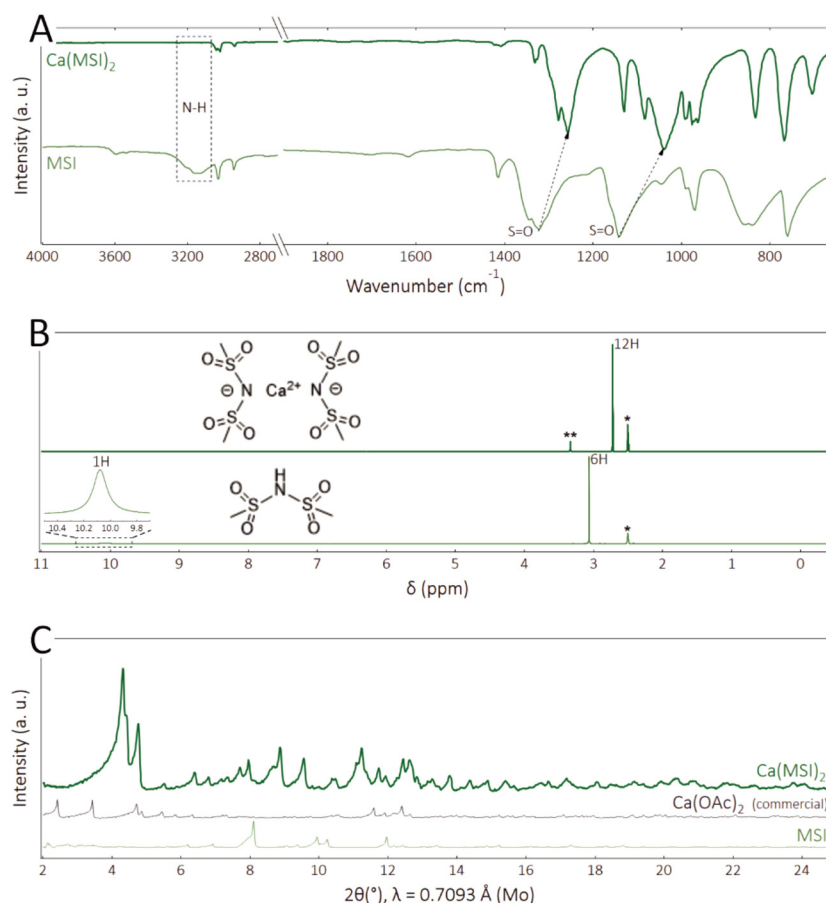 A
Intensity (a. u.)
Ca(MSI)2
N-H
MSI
S=O
S=O
4000
3600
3200
2800
1800
1600
1400
1200
1000
800
600
Wavenumber (cm-1)
B
Intensity (a. u.)
12H
O
O
O
O
S
S
⊖ N Ca2+ N ⊖
S
S
O
O
O
O
**
*
1H
6H
H
N
O
S
S
O
O
O
*
10.4 10.2 10.0 9.8
11 10 9 8 7 6 5 4 3 2 1 0
δ (ppm)
C
Intensity (a. u.)
Ca(MSI)2
Ca(OAc)2 (commercial)
MSI
2 4 6 8 10 12 14 16 18 20 22 24
2θ(°), λ = 0.7093 Å (Mo)